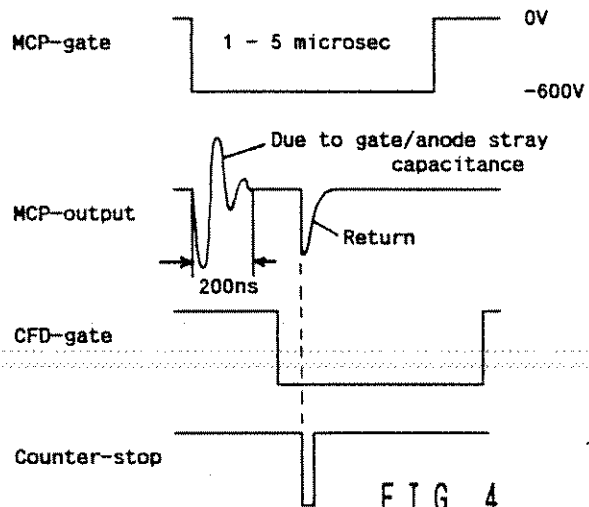 0V
MCP-gate
1 - 5 microsec
-600V
Due to gate/anode stray
capacitance
MCP-output
Return
200ns
CFD-gate
Counter-stop
FIG 4